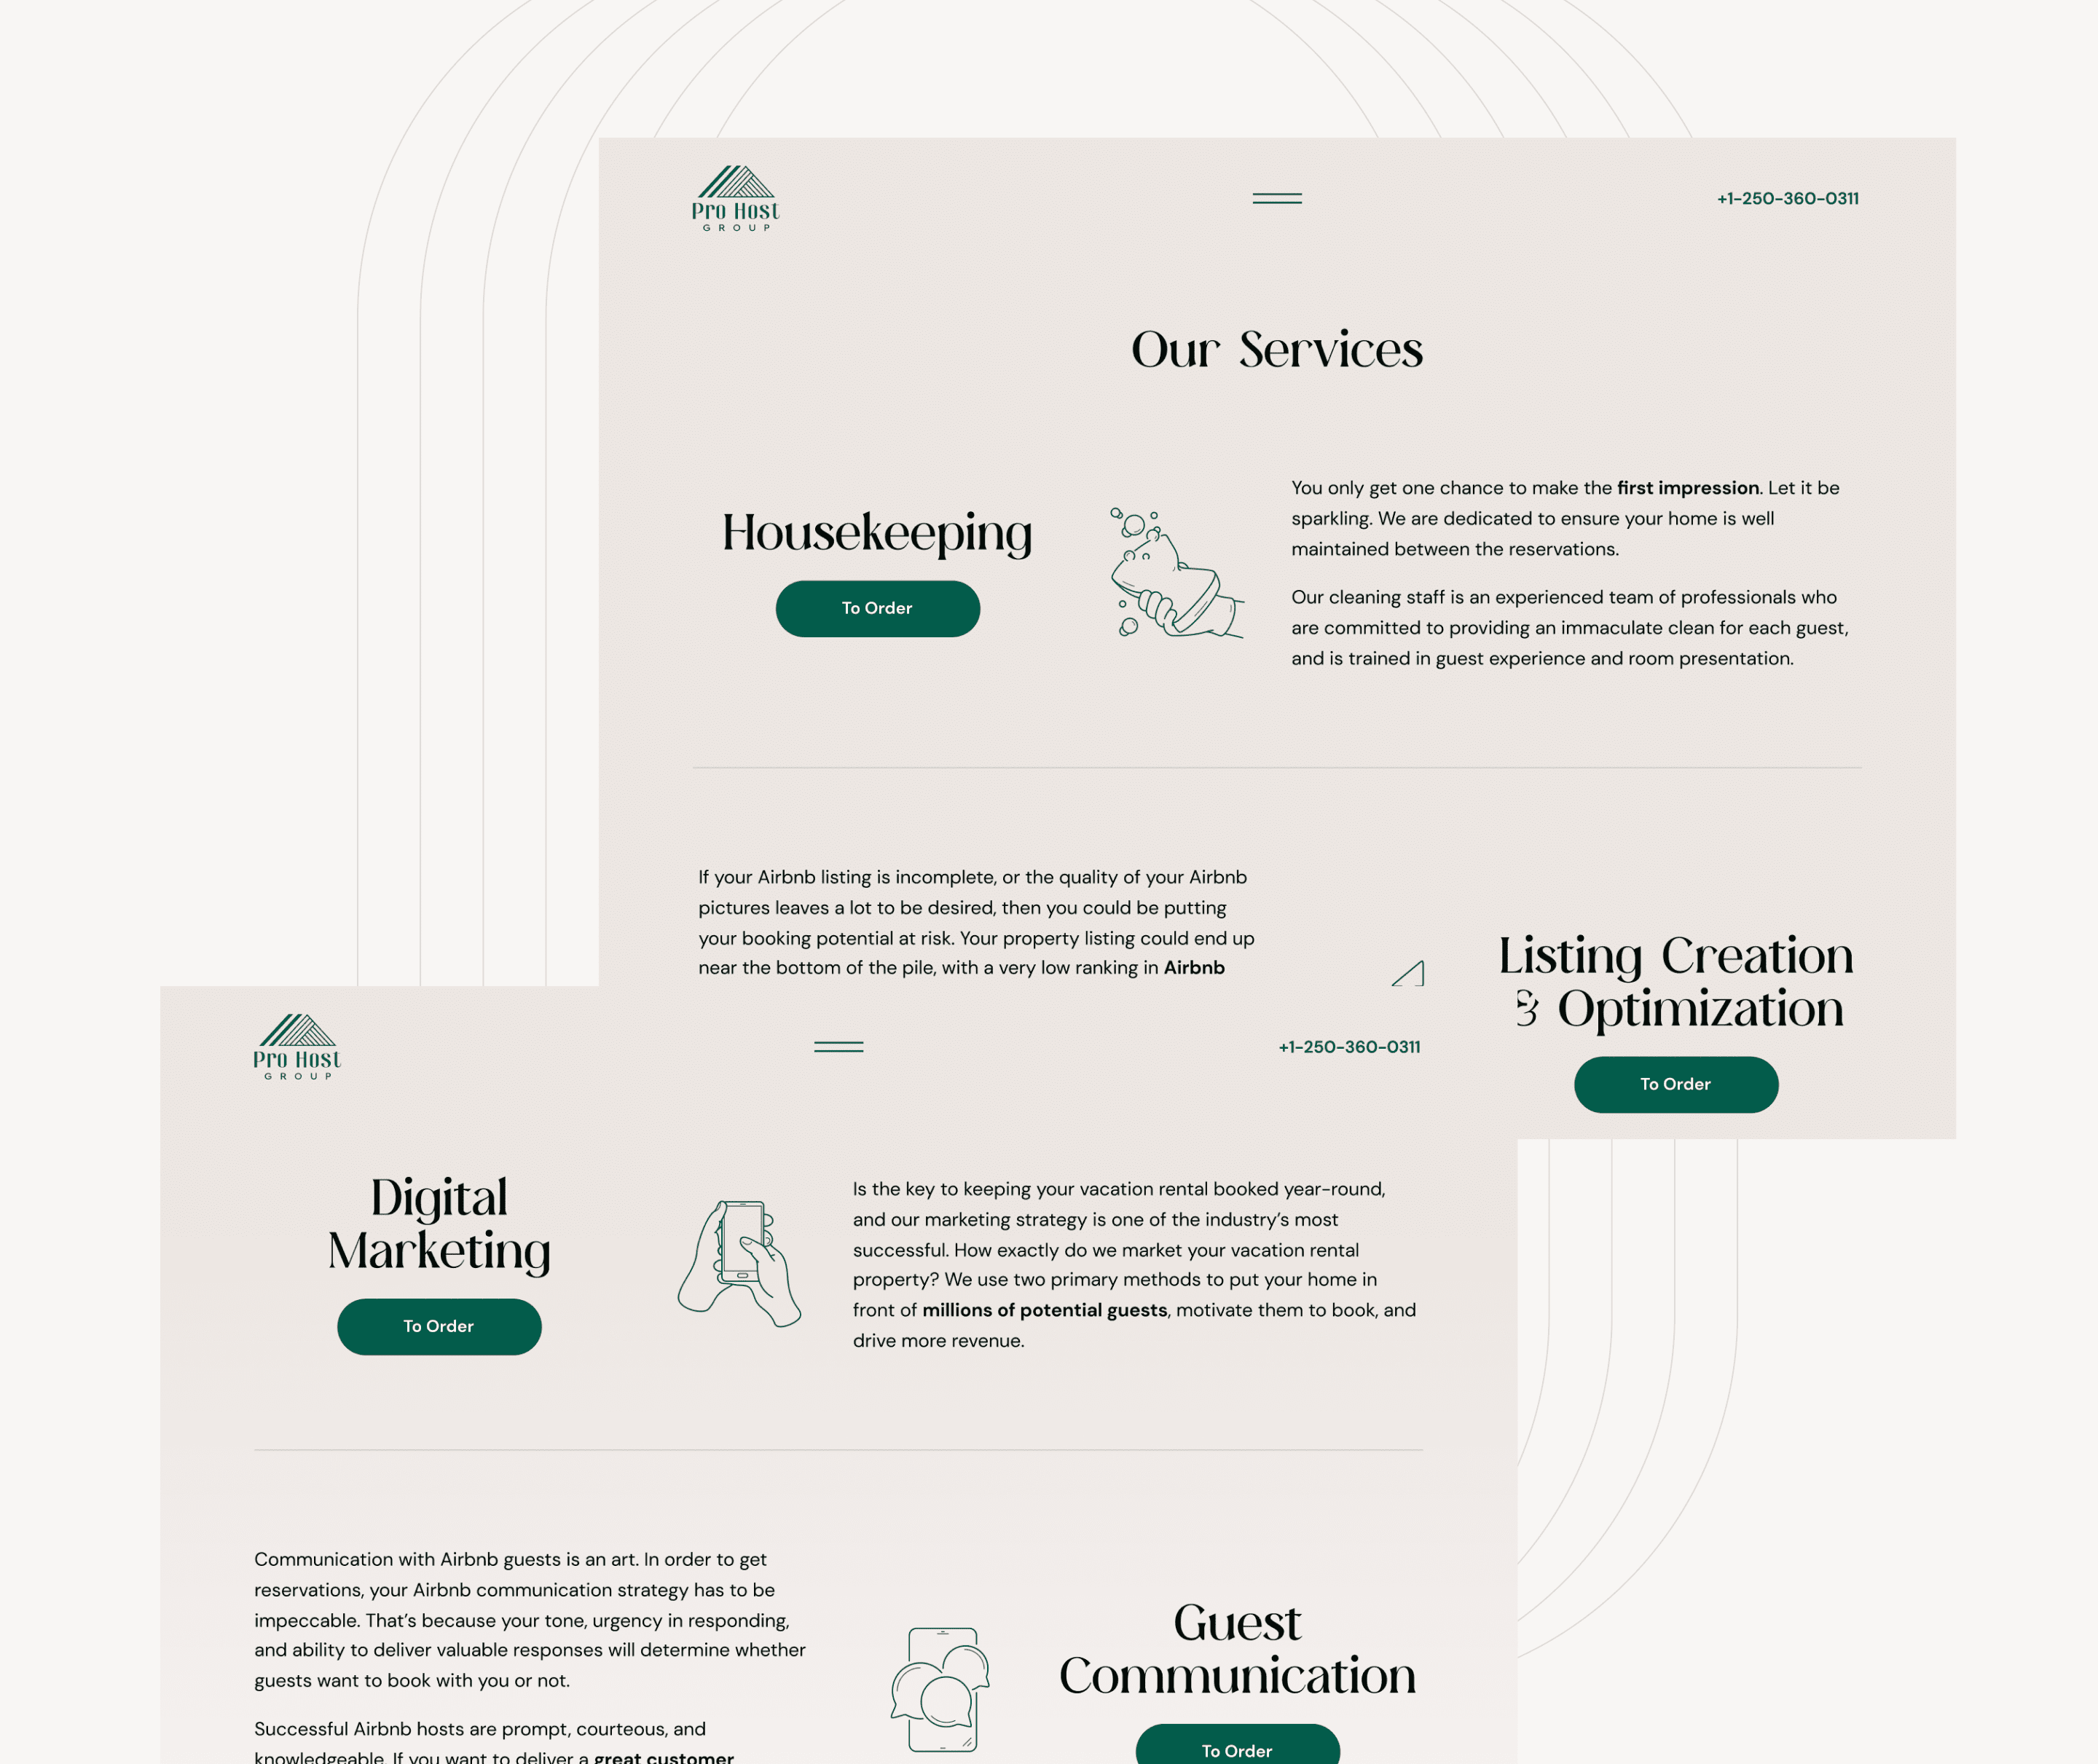 Pro Host
GROUP
+1-250-360-0311
Our Services
Housekeeping
To Order
You only get one chance to make the first impression. Let it be
sparkling. We are dedicated to ensure your home is well
maintained between the reservations.
Our cleaning staff is an experienced team of professionals who
are committed to providing an immaculate clean for each guest,
and is trained in guest experience and room presentation.
If your Airbnb listing is incomplete, or the quality of your Airbnb
pictures leaves a lot to be desired, then you could be putting
your booking potential at risk. Your property listing could end up
near the bottom of the pile, with a very low ranking in Airbnb
Listing Creation
& Optimization
To Order
Pro Host
GROUP
+1-250-360-0311
Digital
Marketing
To Order
Is the key to keeping your vacation rental booked year-round,
and our marketing strategy is one of the industry’s most
successful. How exactly do we market your vacation rental
property? We use two primary methods to put your home in
front of millions of potential guests, motivate them to book, and
drive more revenue.
Communication with Airbnb guests is an art. In order to get
reservations, your Airbnb communication strategy has to be
impeccable. That’s because your tone, urgency in responding,
and ability to deliver valuable responses will determine whether
guests want to book with you or not.
Successful Airbnb hosts are prompt, courteous, and
knowledgeable. If you want to deliver a great customer
Guest
Communication
To Order